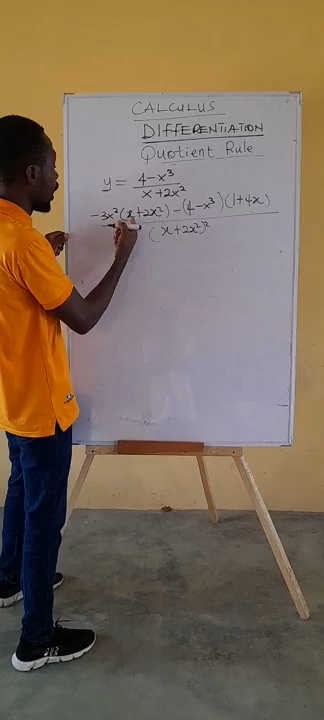 CALCULUS
DIFFERENTIATION
Quotient Rule
y = 4-x³
x+2x²
-3x²(x+2x²)-(4-x³)(1+4x)
(x+2x²)²